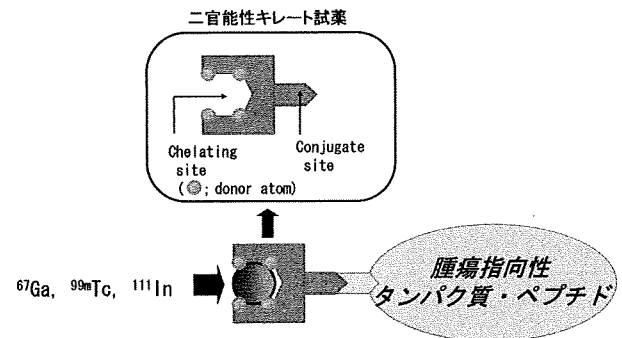 二官能性キレート試薬
Chelating
site
Conjugate
site
(◎; donor atom)
⁶⁷Ga, ⁹⁹ᵐTc, ¹¹¹In
腫瘍指向性
タンパク質・ペプチド